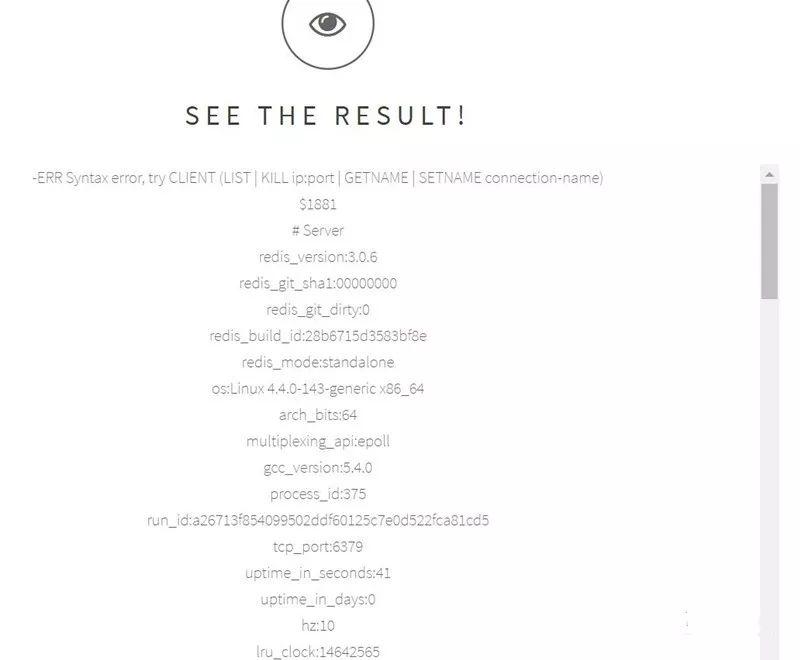 SEE THE RESULT!
-ERR Syntax error, try CLIENT (LIST | KILL ip:port | GETNAME | SETNAME connection-name)
$1881
# Server
redis_version:3.0.6
redis_git_sha1:00000000
redis_git_dirty:0
redis_build_id:28b6715d3583bf8e
redis_mode:standalone
os:Linux 4.4.0-143-generic x86_64
arch_bits:64
multiplexing_api:epoll
gcc_version:5.4.0
process_id:375
run_id:a26713f854099502ddf60125c7e0d522fca81cd5
tcp_port:6379
uptime_in_seconds:41
uptime_in_days:0
hz:10
lru_clock:14642565